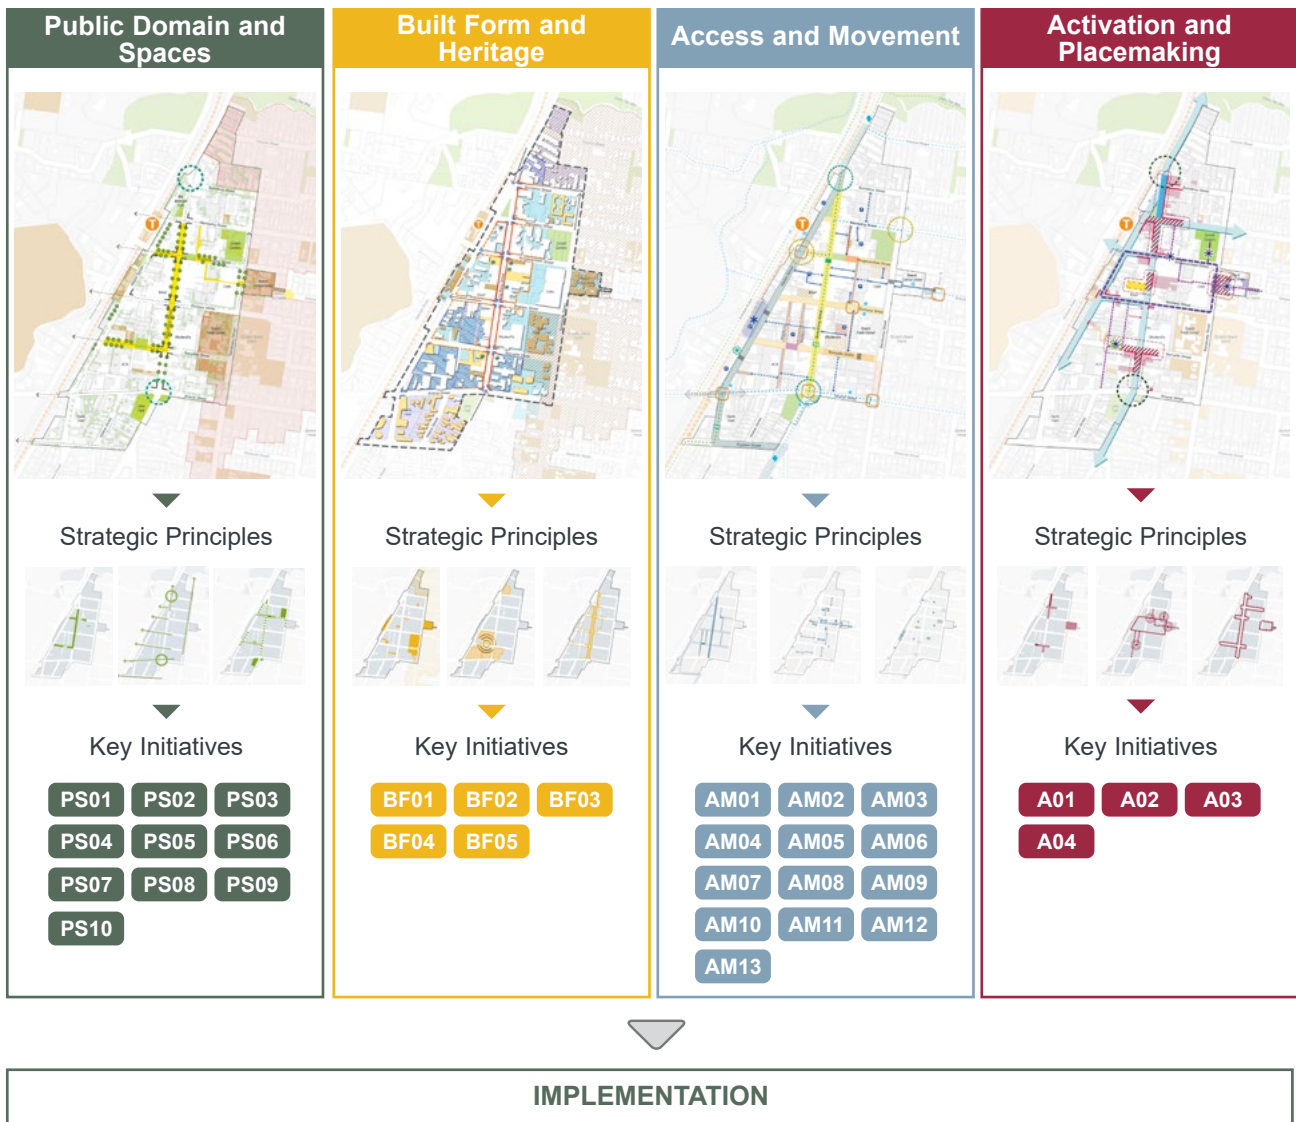 Public Domain and
Spaces
Built Form and
Heritage
Access and Movement
Activation and
Placemaking
T
T
T
T
Strategic Principles
Strategic Principles
Strategic Principles
Strategic Principles
Key Initiatives
Key Initiatives
Key Initiatives
Key Initiatives
PS01 PS02 PS03
PS04 PS05 PS06
PS07 PS08 PS09
PS10
BF01 BF02 BF03
BF04 BF05
AM01 AM02 AM03
AM04 AM05 AM06
AM07 AM08 AM09
AM10 AM11 AM12
AM13
A01 A02 A03
A04
IMPLEMENTATION